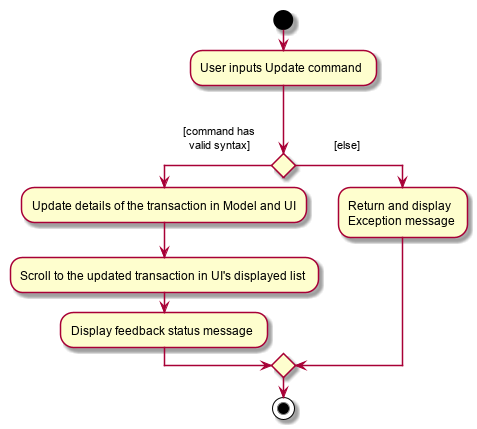 User inputs Update command
[command has
valid syntax]
[else]
Update details of the transaction in Model and UI
Return and display
Exception message
Scroll to the updated transaction in UI's displayed list
Display feedback status message